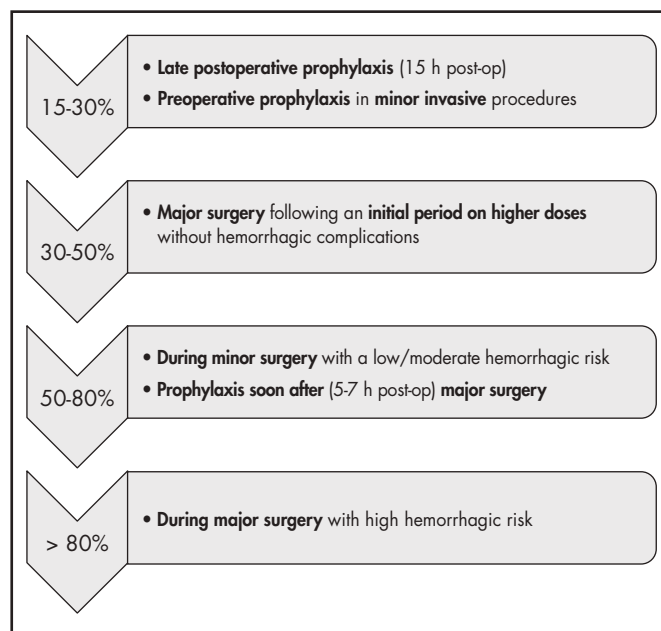 15-30%
• Late postoperative prophylaxis (15 h post-op)
• Preoperative prophylaxis in minor invasive procedures
30-50%
• Major surgery following an initial period on higher doses
without hemorrhagic complications
50-80%
• During minor surgery with a low/moderate hemorrhagic risk
• Prophylaxis soon after (5-7 h post-op) major surgery
> 80%
• During major surgery with high hemorrhagic risk